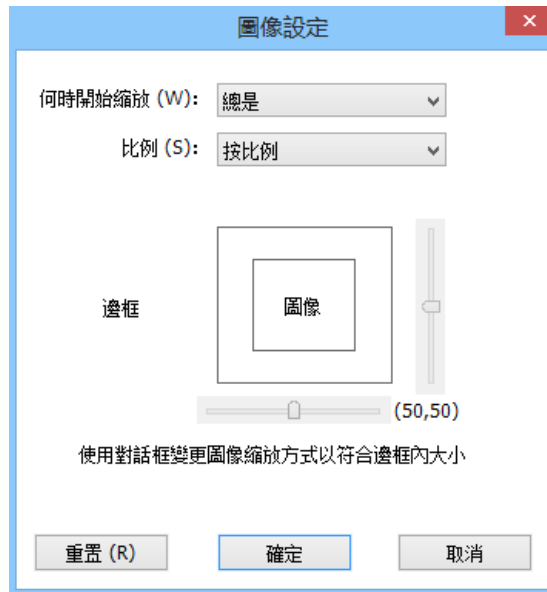 圖像設定
何時開始縮放 (W): 總是
比例 (S): 按比例
邊框 圖像
(50,50)
使用對話框變更圖像縮放方式以符合邊框內大小
重置 (R) 確定 取消